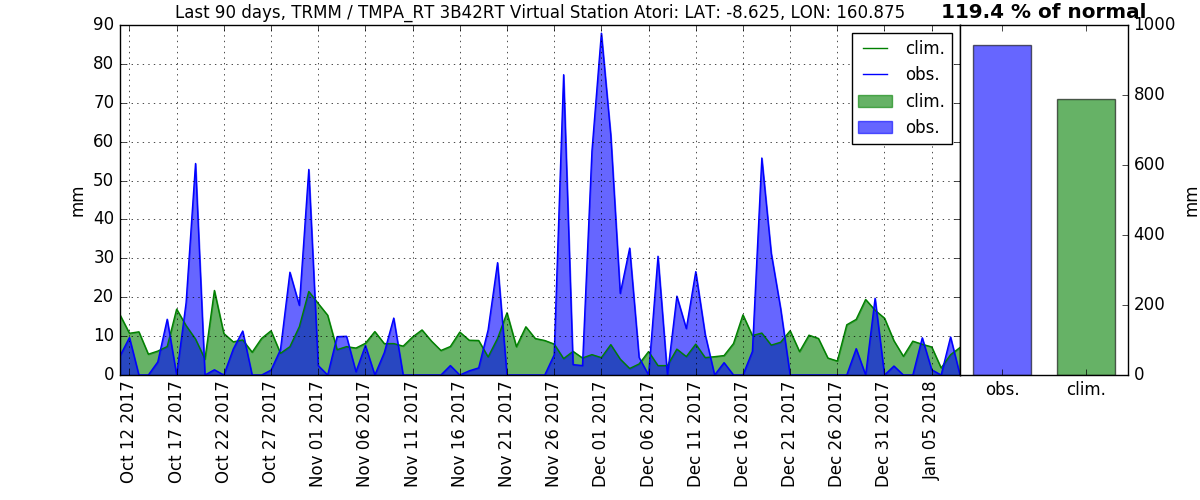 Last 90 days, TRMM / TMPA_RT 3B42RT Virtual Station Atori: LAT: -8.625, LON: 160.875
119.4 % of normal
90
80
70
60
50
40
30
20
10
0
mm
clim.
obs.
clim.
obs.
Oct 12 2017
Oct 17 2017
Oct 22 2017
Oct 27 2017
Nov 01 2017
Nov 06 2017
Nov 11 2017
Nov 16 2017
Nov 21 2017
Nov 26 2017
Dec 01 2017
Dec 06 2017
Dec 11 2017
Dec 16 2017
Dec 21 2017
Dec 26 2017
Dec 31 2017
Jan 05 2018
1000
800
600
400
200
0
mm
obs.
clim.